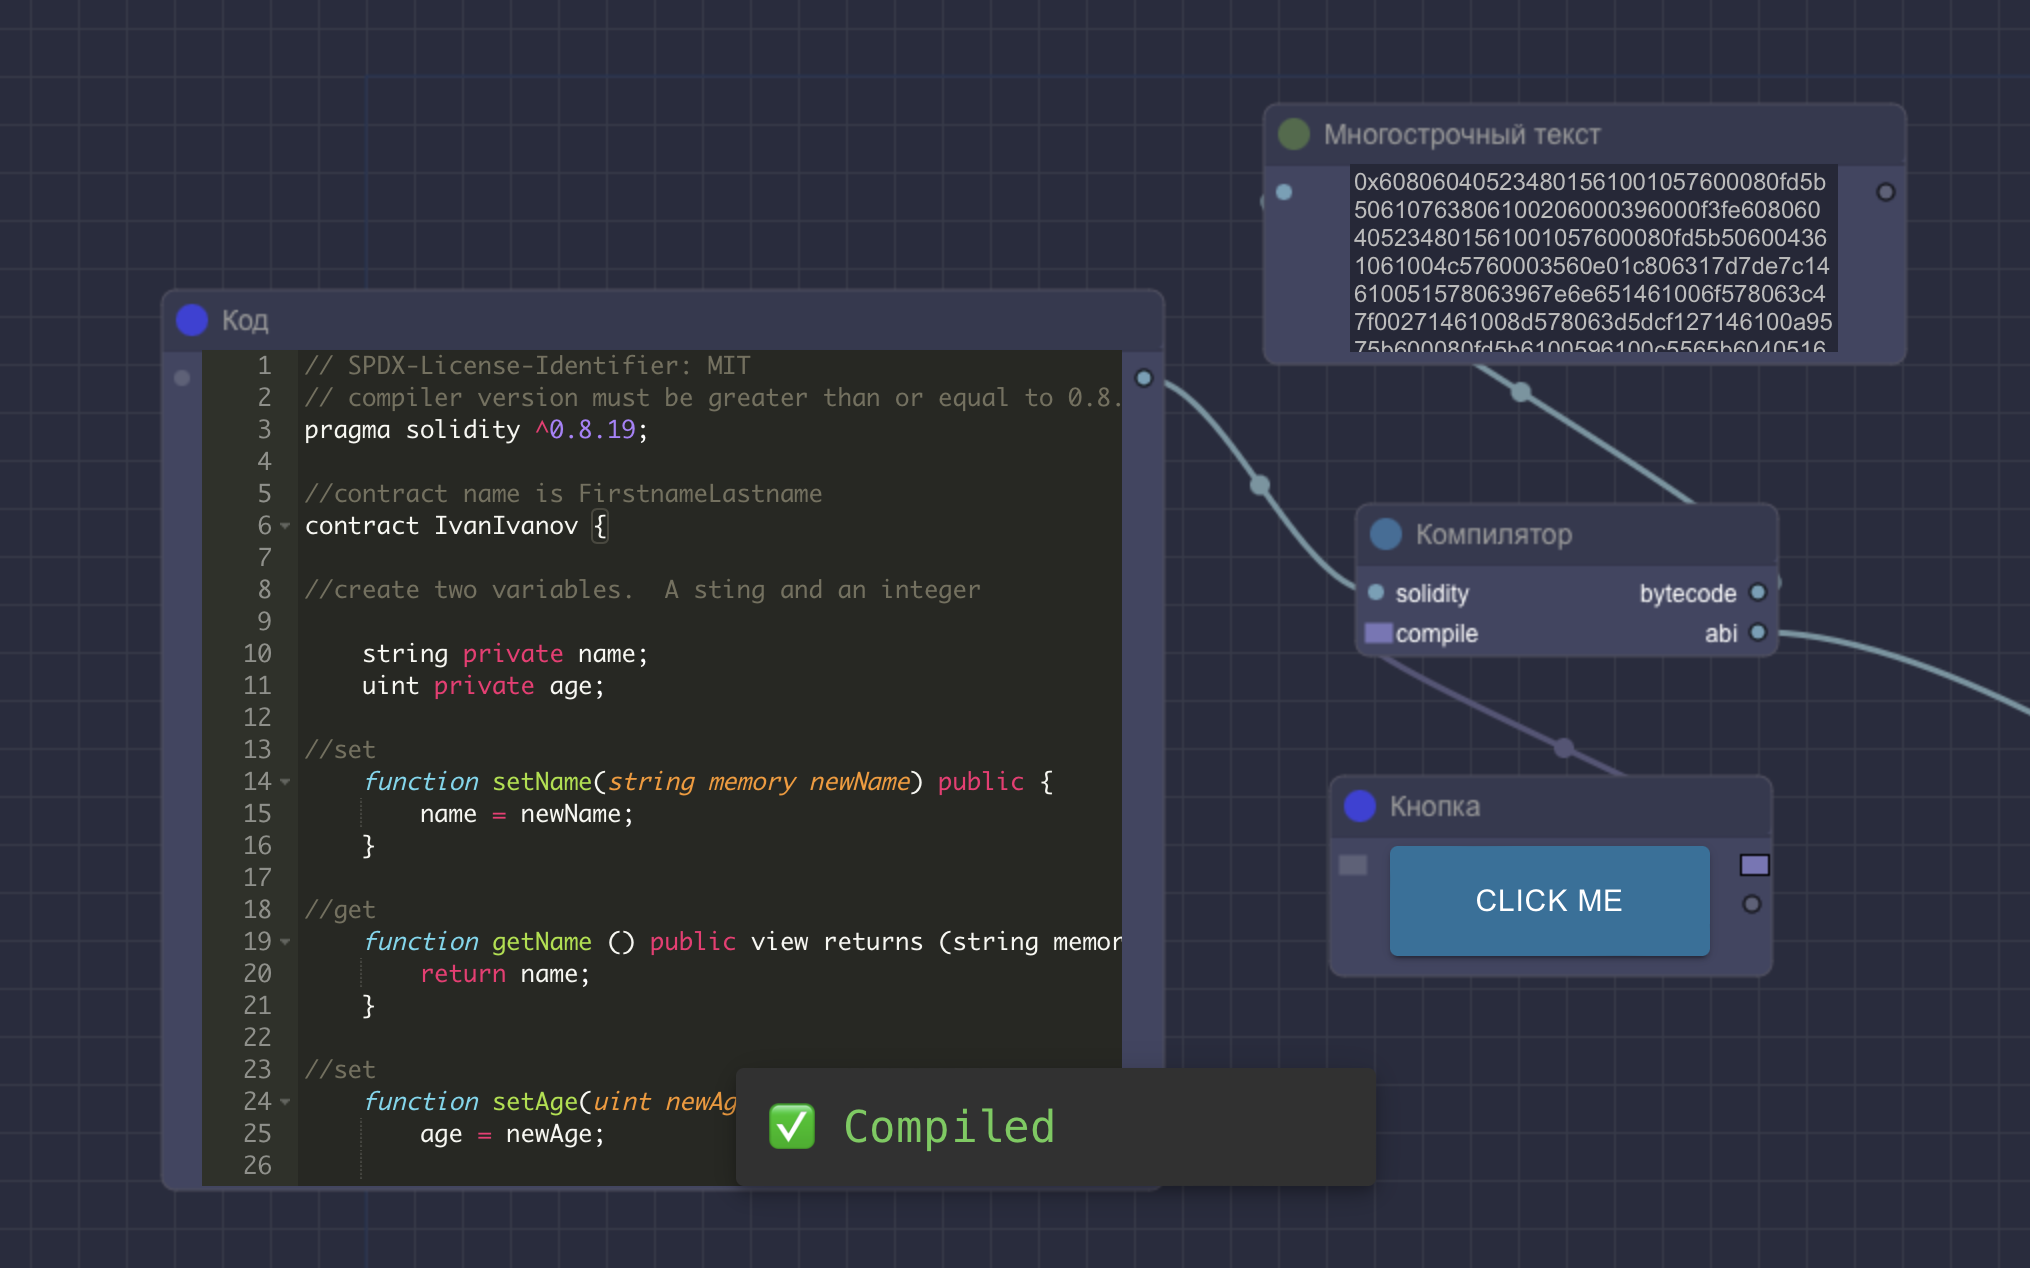 Код
1 // SPDX-License-Identifier: MIT
2 // compiler version must be greater than or equal to 0.8.
3 pragma solidity ^0.8.19;
4
5 //contract name is FirstnameLastname
6 contract IvanIvanov {
7
8 //create two variables.  A sting and an integer
9
10     string private name;
11     uint private age;
12
13 //set
14     function setName(string memory newName) public {
15         name = newName;
16     }
17
18 //get
19     function getName () public view returns (string memor
20         return name;
21     }
22
23 //set
24     function setAge(uint newAg
25         age = newAge;
26
Многострочный текст
0x608060405234801561001057600080fd5b
50610763806100206000396000f3fe608060
405234801561001057600080fd5b50600436
1061004c5760003560e01c806317d7de7c14
610051578063967e6e651461006f578063c4
7f00271461008d578063d5dcf127146100a95
75b600080fd5b6100596100c5565b6040516
Компилятор
solidity bytecode
compile abi
Кнопка
CLICK ME
✅ Compiled